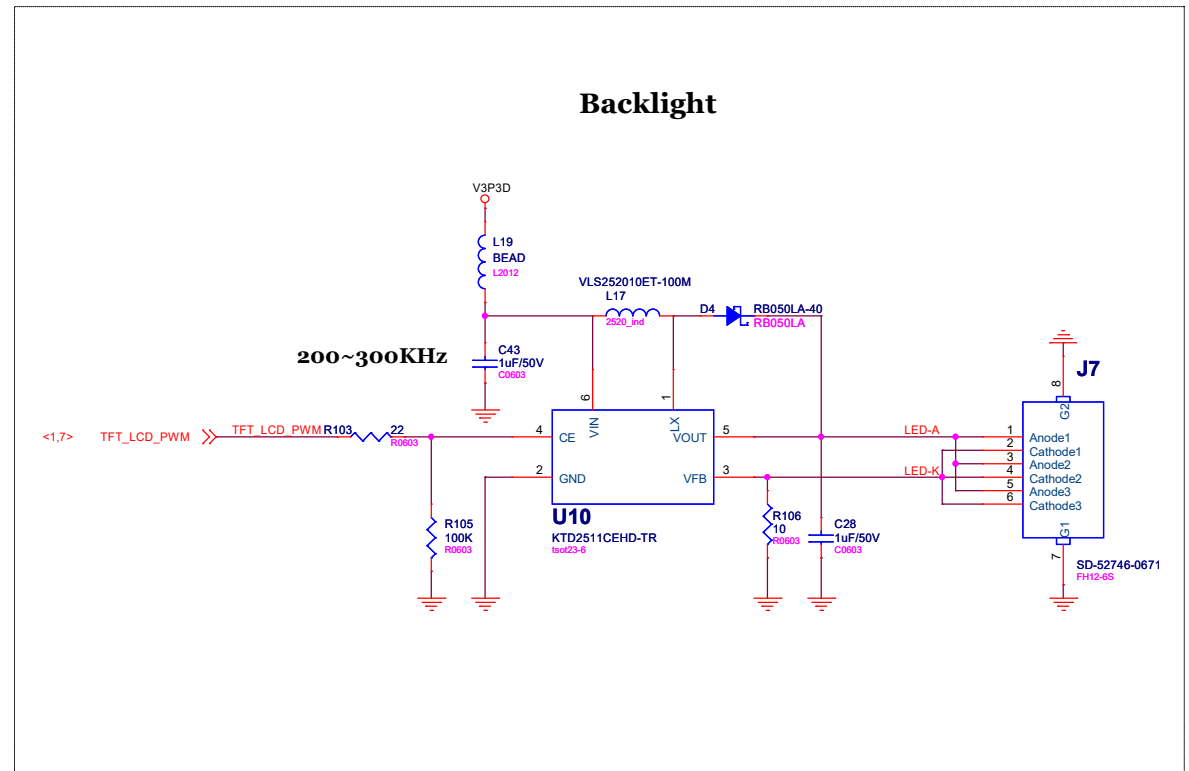 Backlight
V3P3D
L19
BEAD
L2012
VLS252010ET-100M
L17
2520_ind
D4
RB050LA-40
RB050LA
200~300KHz
C43
1uF/50V
C0603
J7
8
G2
6
1
VIN
LX
<1,7>
TFT_LCD_PWM
TFT_LCD_PWM
R103
22
R0603
4
CE
VOUT
5
LED-A
1
Anode1
2
Cathode1
3
Anode2
2
GND
VFB
3
LED-K
4
Cathode2
5
Anode3
6
Cathode3
U10
KTD2511CEHD-TR
tsot23-6
R105
100K
R0603
R106
10
R0603
C28
1uF/50V
C0603
G1
7
SD-52746-0671
FH12-6S